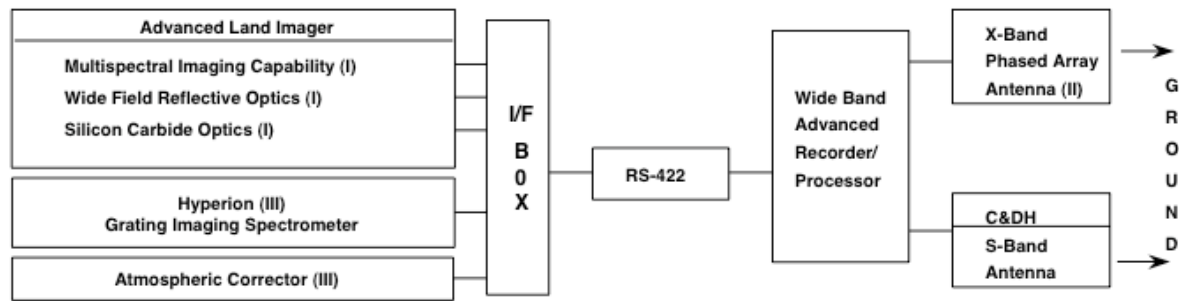 Advanced Land Imager
Multispectral Imaging Capability (I)
Wide Field Reflective Optics (I)
Silicon Carbide Optics (I)
Hyperion (III)
Grating Imaging Spectrometer
Atmospheric Corrector (III)
I/F
B
0
X
RS-422
Wide Band
Advanced
Recorder/
Processor
X-Band
Phased Array
Antenna (II)
C&DH
S-Band
Antenna
G
R
O
U
N
D